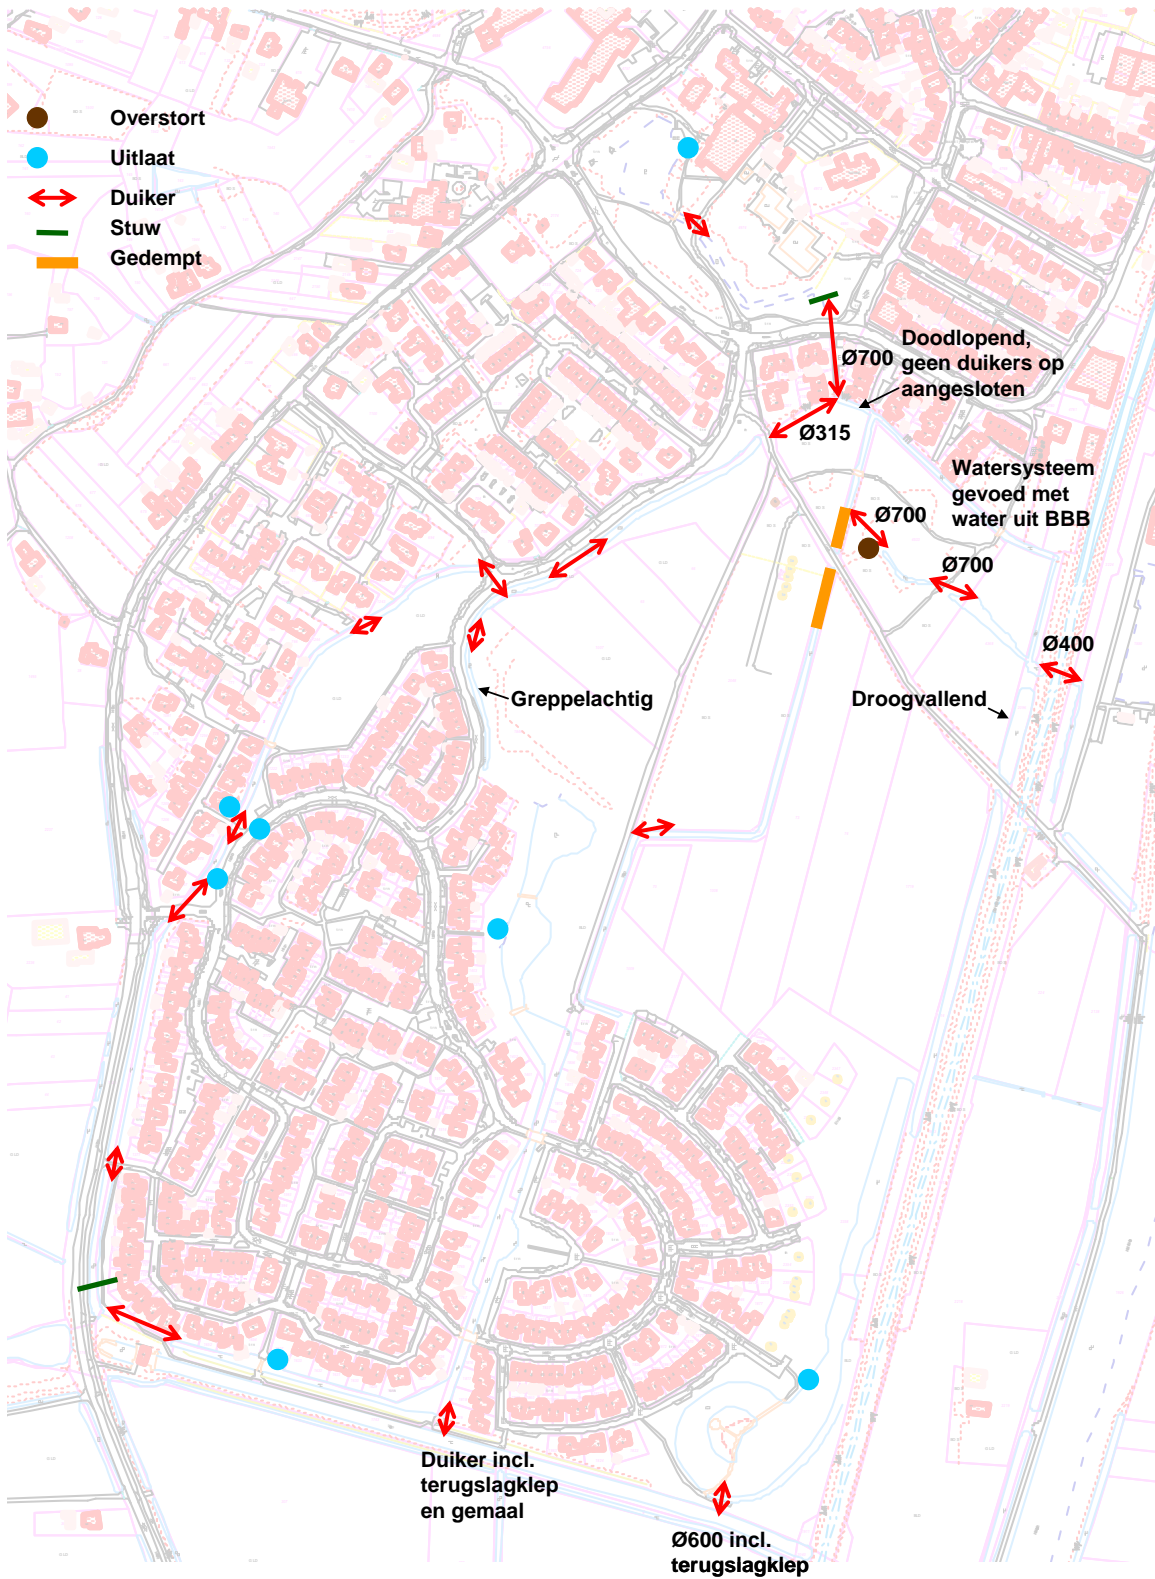 Overstort
Uitlaat
Duiker
Stuw
Gedempt
Doodlopend,
geen duikers op
aangesloten
Ø700
Ø315
Watersysteem
gevoed met
water uit BBB
Ø700
Ø700
Ø400
Greppelachtig
Droogvallend
Duiker incl.
terugslagklep
en gemaal
Ø600 incl.
terugslagklep